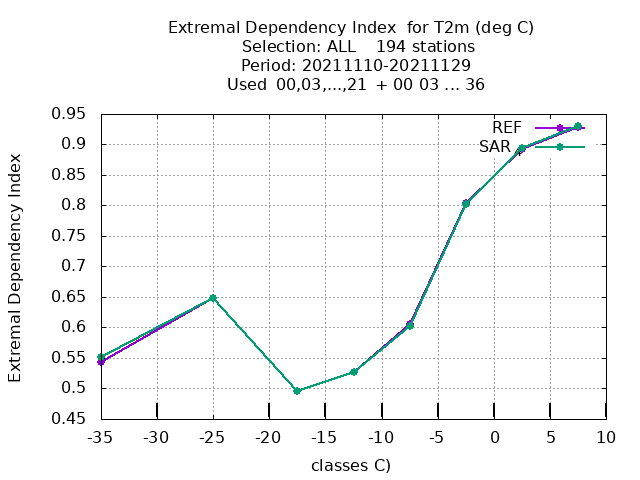 Extremal Dependency Index for T2m (deg C)
Selection: ALL 194 stations
Period: 20211110-20211129
Used 00,03,...,21 + 00 03 ... 36
Extremal Dependency Index
0.95
0.9
0.85
0.8
0.75
0.7
0.65
0.6
0.55
0.5
0.45
REF
SAR
-35 -30 -25 -20 -15 -10 -5 0 5 10
classes C)